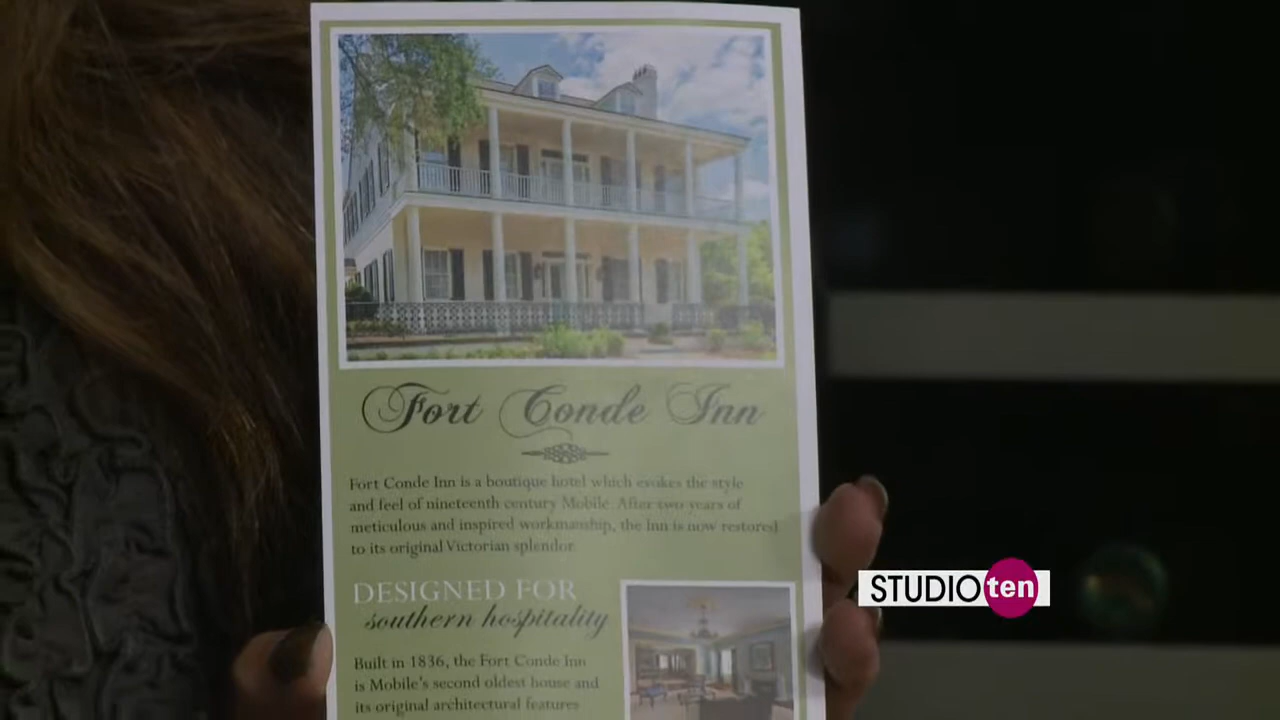 Fort Conde Inn
Fort Conde Inn is a boutique hotel which evokes the style
and feel of nineteenth century Mobile. After two years of
meticulous and inspired workmanship, the Inn is now restored
to its original Victorian splendor.
DESIGNED FOR
southern hospitality
Built in 1836, the Fort Conde Inn
is Mobile's second oldest house and
its original architectural features
STUDIO ten